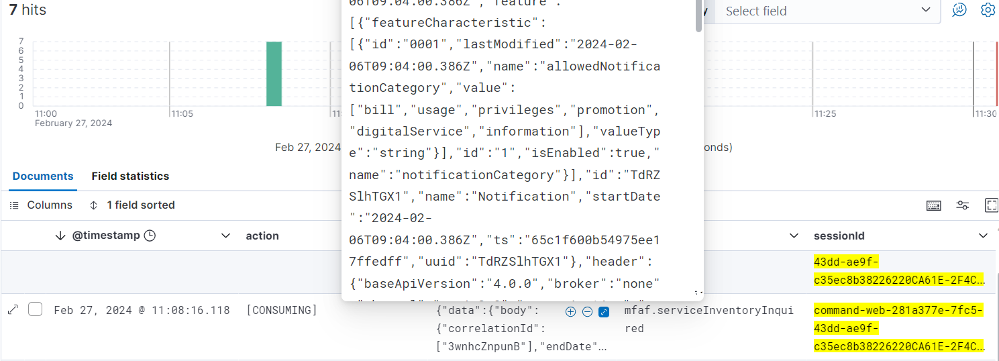 7 hits
y
Select field
7
6
5
4
3
2
1
0
11:00
February 27, 2024
11:05
11:25
11:30
Feb 27, 2024
onds)
06T09:04:00.386Z","feature":
[{"featureCharacteristic":
[{"id":"0001","lastModified":"2024-02-
06T09:04:00.386Z","name":"allowedNotifica
tionCategory","value":
["bill","usage","privileges","promotion",
"digitalService","information"],"valueTyp
e":"string"}],"id":"1","isEnabled":true,"
name":"notificationCategory"}],"id":"TdRZ
SlhTGX1","name":"Notification","startDate
":"2024-02-
06T09:04:00.386Z","ts":"65c1f600b54975ee1
7ffedff","uuid":"TdRZSlhTGX1"},"header":
{"baseApiVersion":"4.0.0","broker":"none"
Documents
Field statistics
Columns
1 field sorted
@timestamp
action
sessionId
43dd-ae9f-
c35ec8b38226220CA61E-2F4C…
Feb 27, 2024 @ 11:08:16.118
[CONSUMING]
{"data":{"body":
{"correlationId":
["3wnhcZnpunB"],"endDate"…
mfaf.serviceInventoryInqui
red
command-web-281a377e-7fc5-
43dd-ae9f-
c35ec8b38226220CA61E-2F4C…